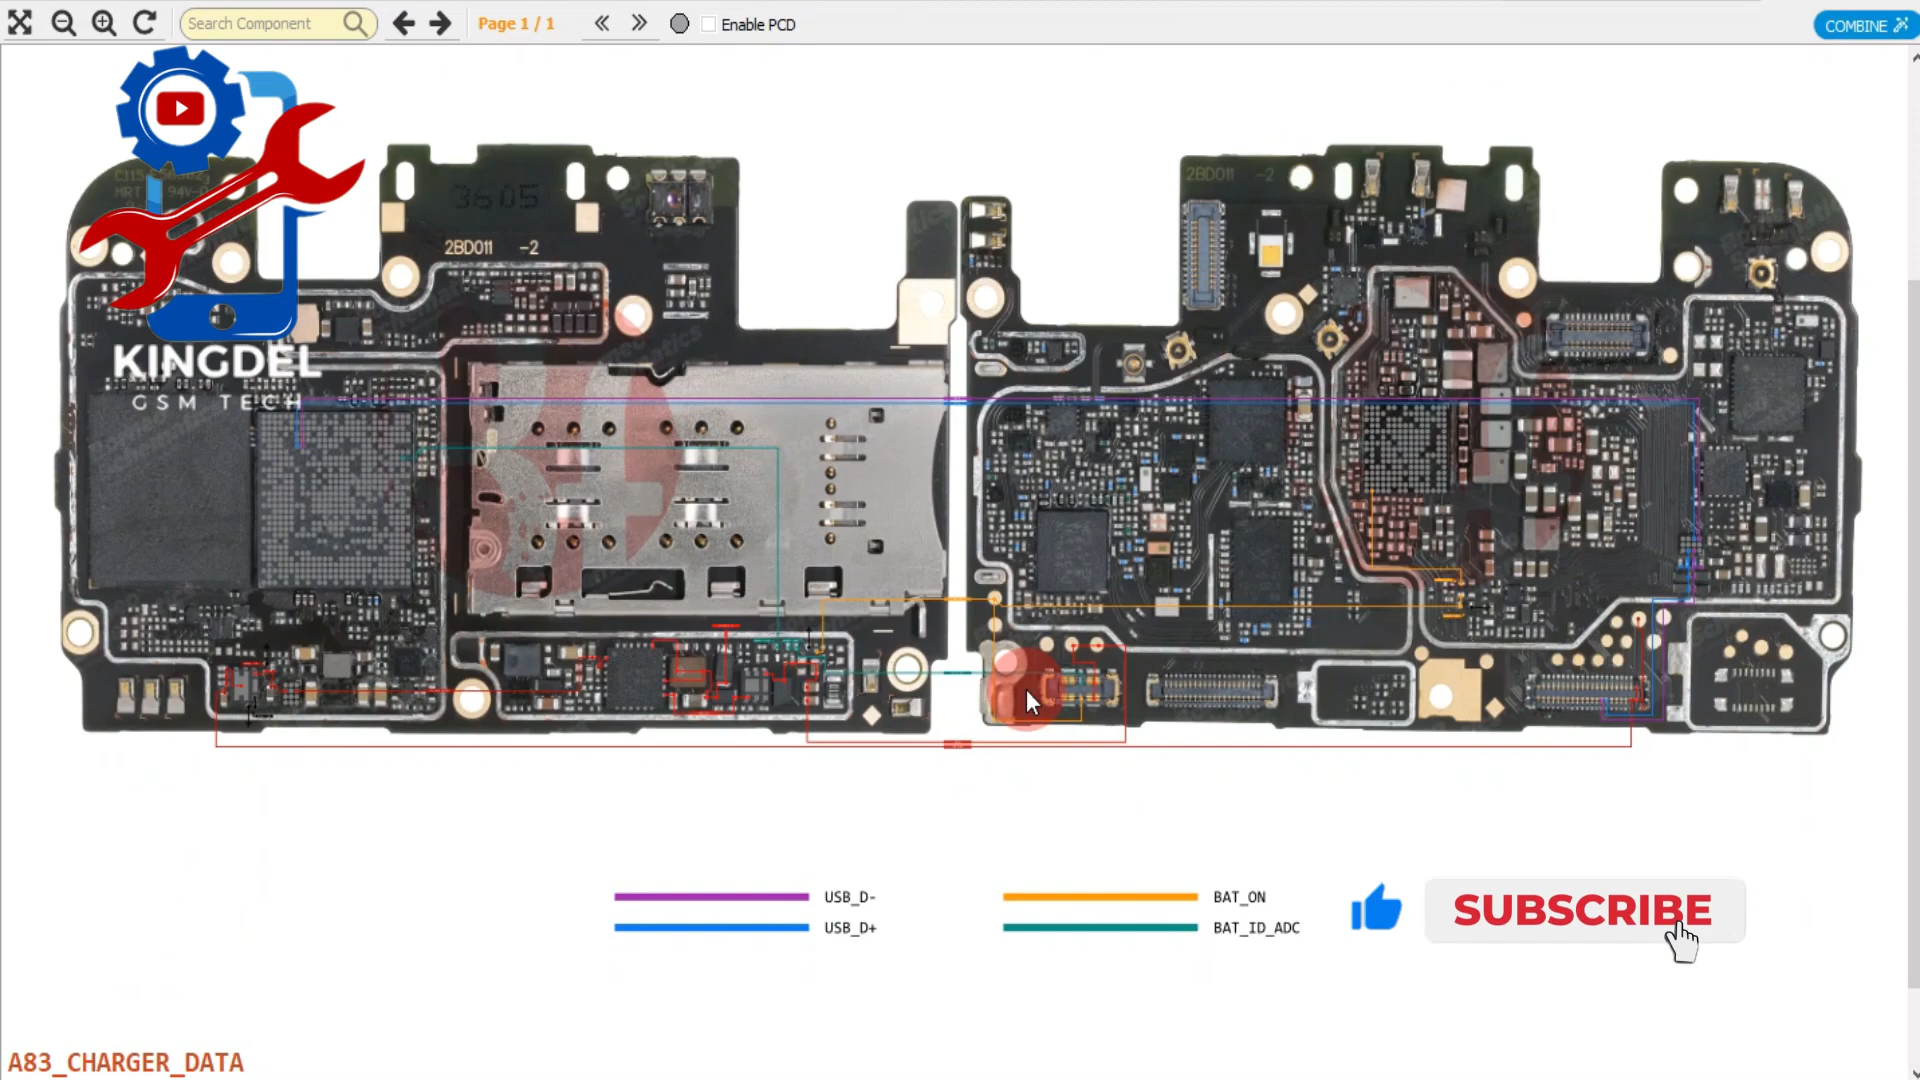 Search Component
Page 1 / 1
Enable PCD
COMBINE
3605
2BD011 -2
2BD011 -2
KINGDEL
GSM TECH
USB_D-
USB_D+
BAT_ON
BAT_ID_ADC
SUBSCRIBE
A83_CHARGER_DATA